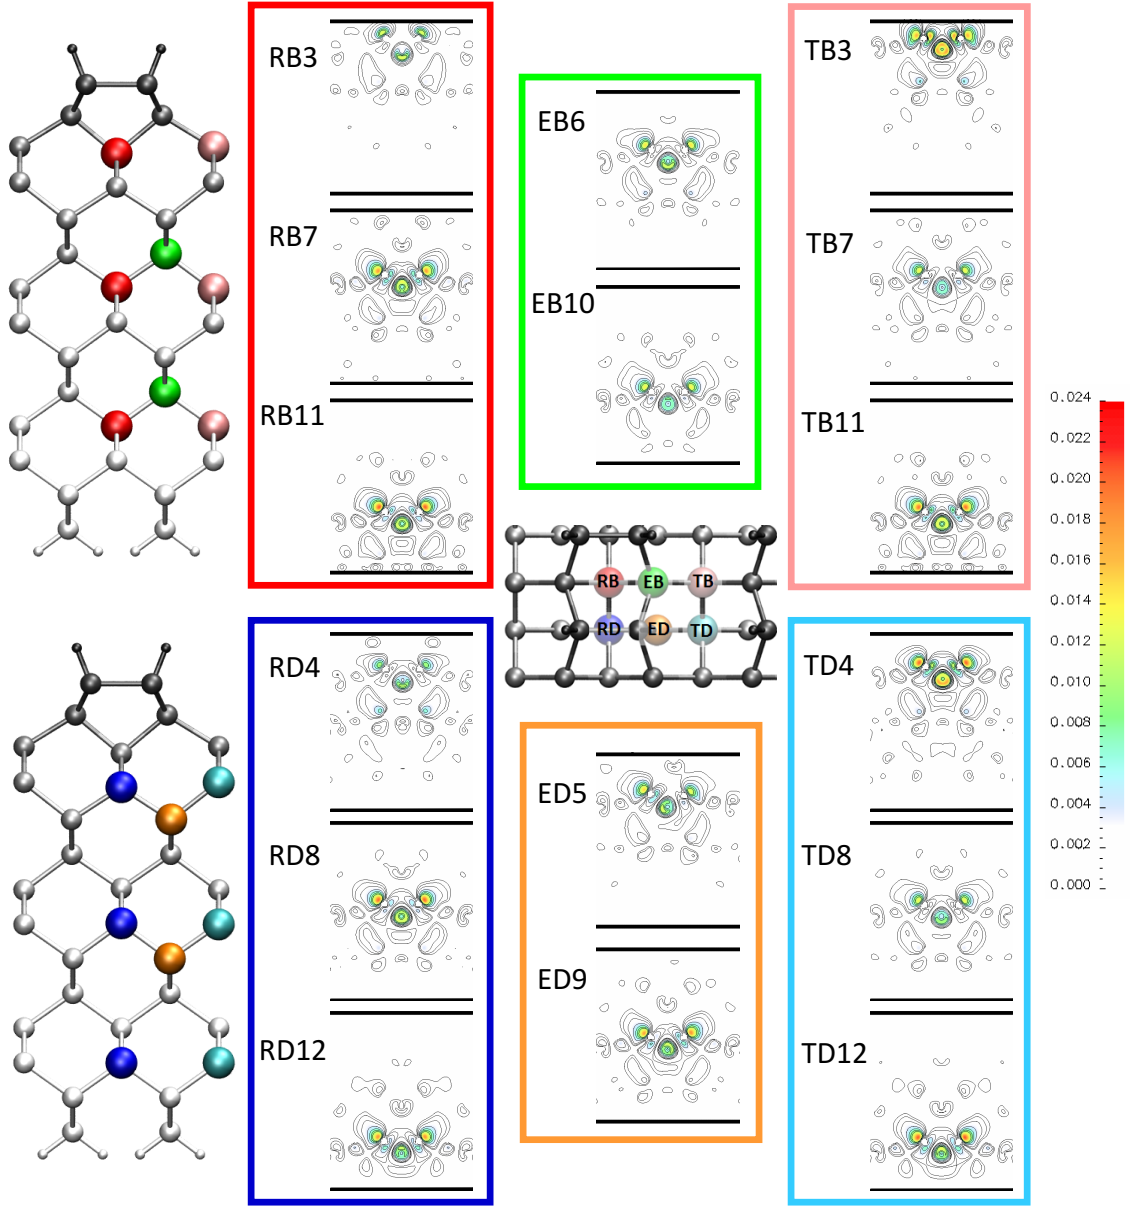 RB3
RB7
RB11
EB6
EB10
TB3
TB7
TB11
0.024
0.022
0.020
0.018
0.016
0.014
0.012
0.010
0.008
0.006
0.004
0.002
0.000
RB EB TB
RD ED TD
RD4
RD8
RD12
ED5
ED9
TD4
TD8
TD12